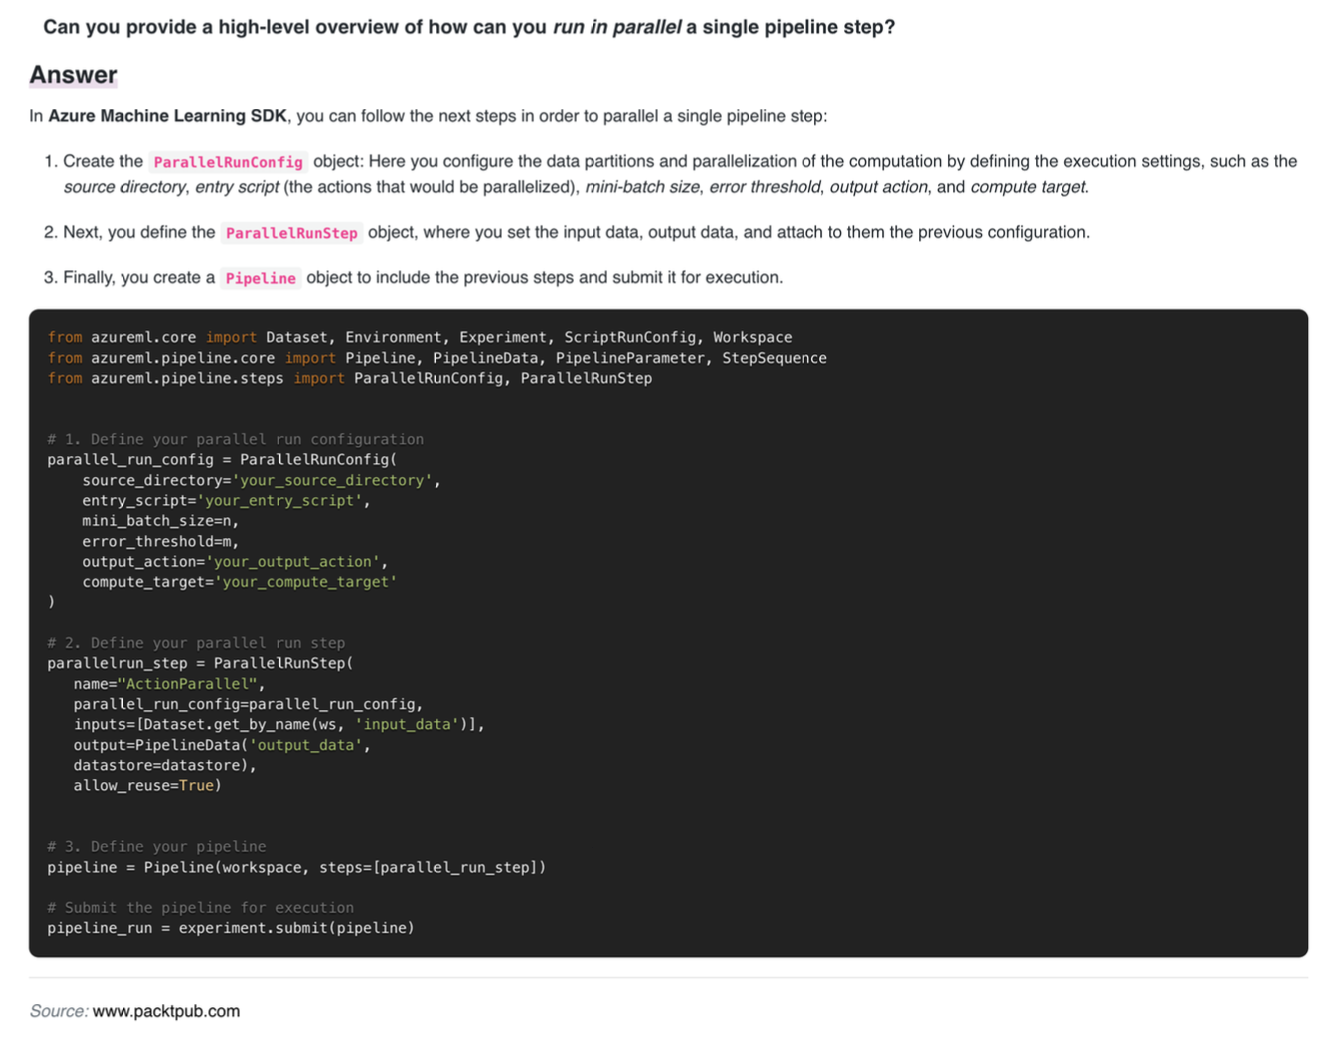 Can you provide a high-level overview of how can you run in parallel a single pipeline step?
Answer
In Azure Machine Learning SDK, you can follow the next steps in order to parallel a single pipeline step:
1. Create the ParallelRunConfig object: Here you configure the data partitions and parallelization of the computation by defining the execution settings, such as the
source directory, entry script (the actions that would be parallelized), mini-batch size, error threshold, output action, and compute target.
2. Next, you define the ParallelRunStep object, where you set the input data, output data, and attach to them the previous configuration.
3. Finally, you create a Pipeline object to include the previous steps and submit it for execution.
from azureml.core import Dataset, Environment, Experiment, ScriptRunConfig, Workspace
from azureml.pipeline.core import Pipeline, PipelineData, PipelineParameter, StepSequence
from azureml.pipeline.steps import ParallelRunConfig, ParallelRunStep
# 1. Define your parallel run configuration
parallel_run_config = ParallelRunConfig(
    source_directory='your_source_directory',
    entry_script='your_entry_script',
    mini_batch_size=n,
    error_threshold=m,
    output_action='your_output_action',
    compute_target='your_compute_target'
)
# 2. Define your parallel run step
parallelrun_step = ParallelRunStep(
   name="ActionParallel",
   parallel_run_config=parallel_run_config,
   inputs=[Dataset.get_by_name(ws, 'input_data')],
   output=PipelineData('output_data',
   datastore=datastore),
   allow_reuse=True)
# 3. Define your pipeline
pipeline = Pipeline(workspace, steps=[parallel_run_step])
# Submit the pipeline for execution
pipeline_run = experiment.submit(pipeline)
Source: www.packtpub.com